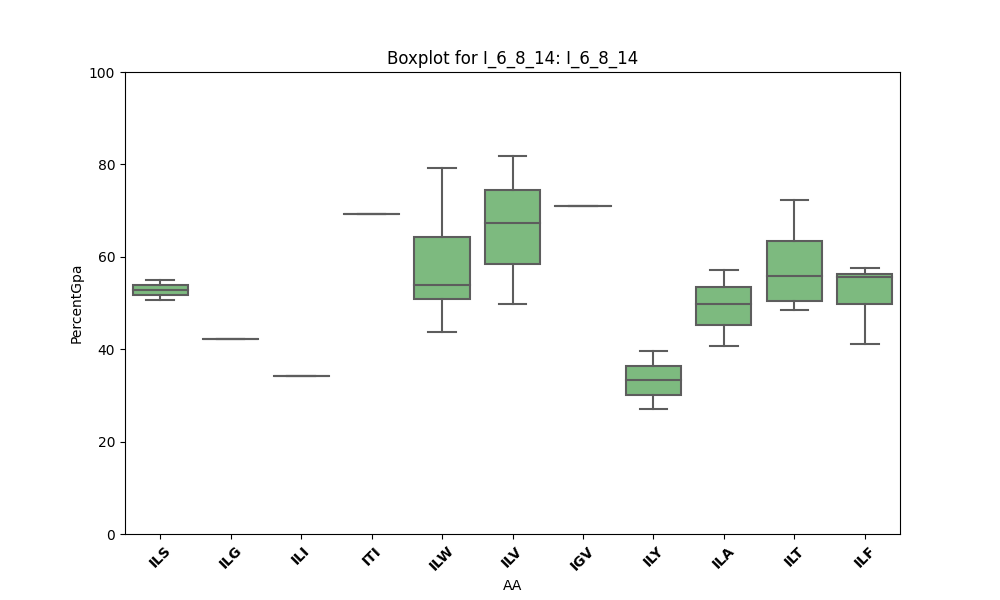 Boxplot for I_6_8_14: I_6_8_14
100
80
60
40
20
0
PercentGpa
ILS
ILG
ILI
ITI
ILW
ILV
IGV
ILY
ILA
ILT
ILF
AA